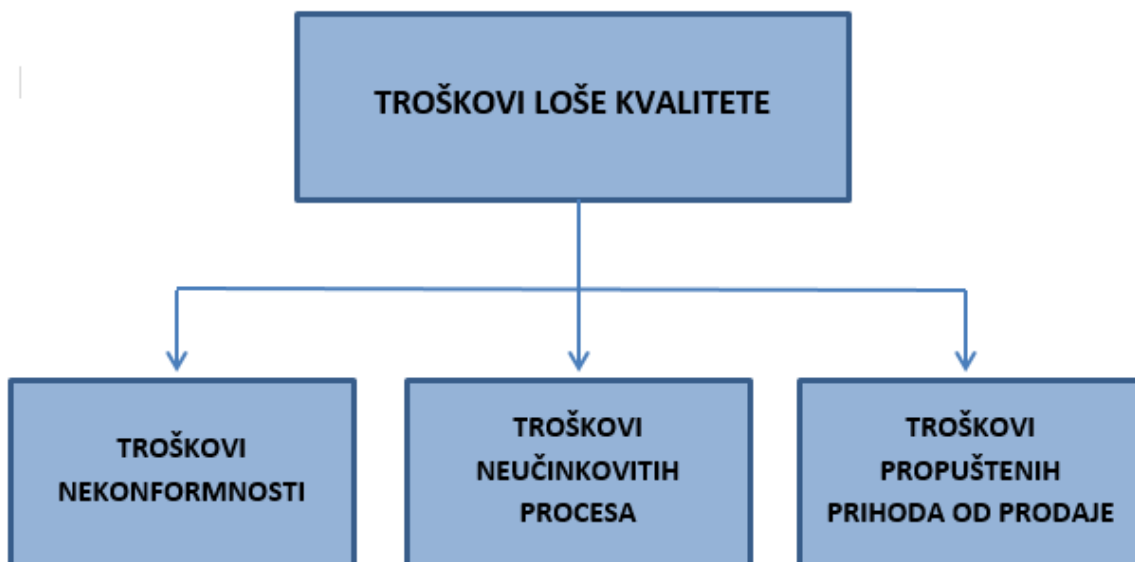 TROŠKOVI LOŠE KVALITETE
TROŠKOVI
NEKONFORMNOSTI
TROŠKOVI
NEUČINKOVITIH
PROCESA
TROŠKOVI
PROPUŠTENIH
PRIHODA OD PRODAJE